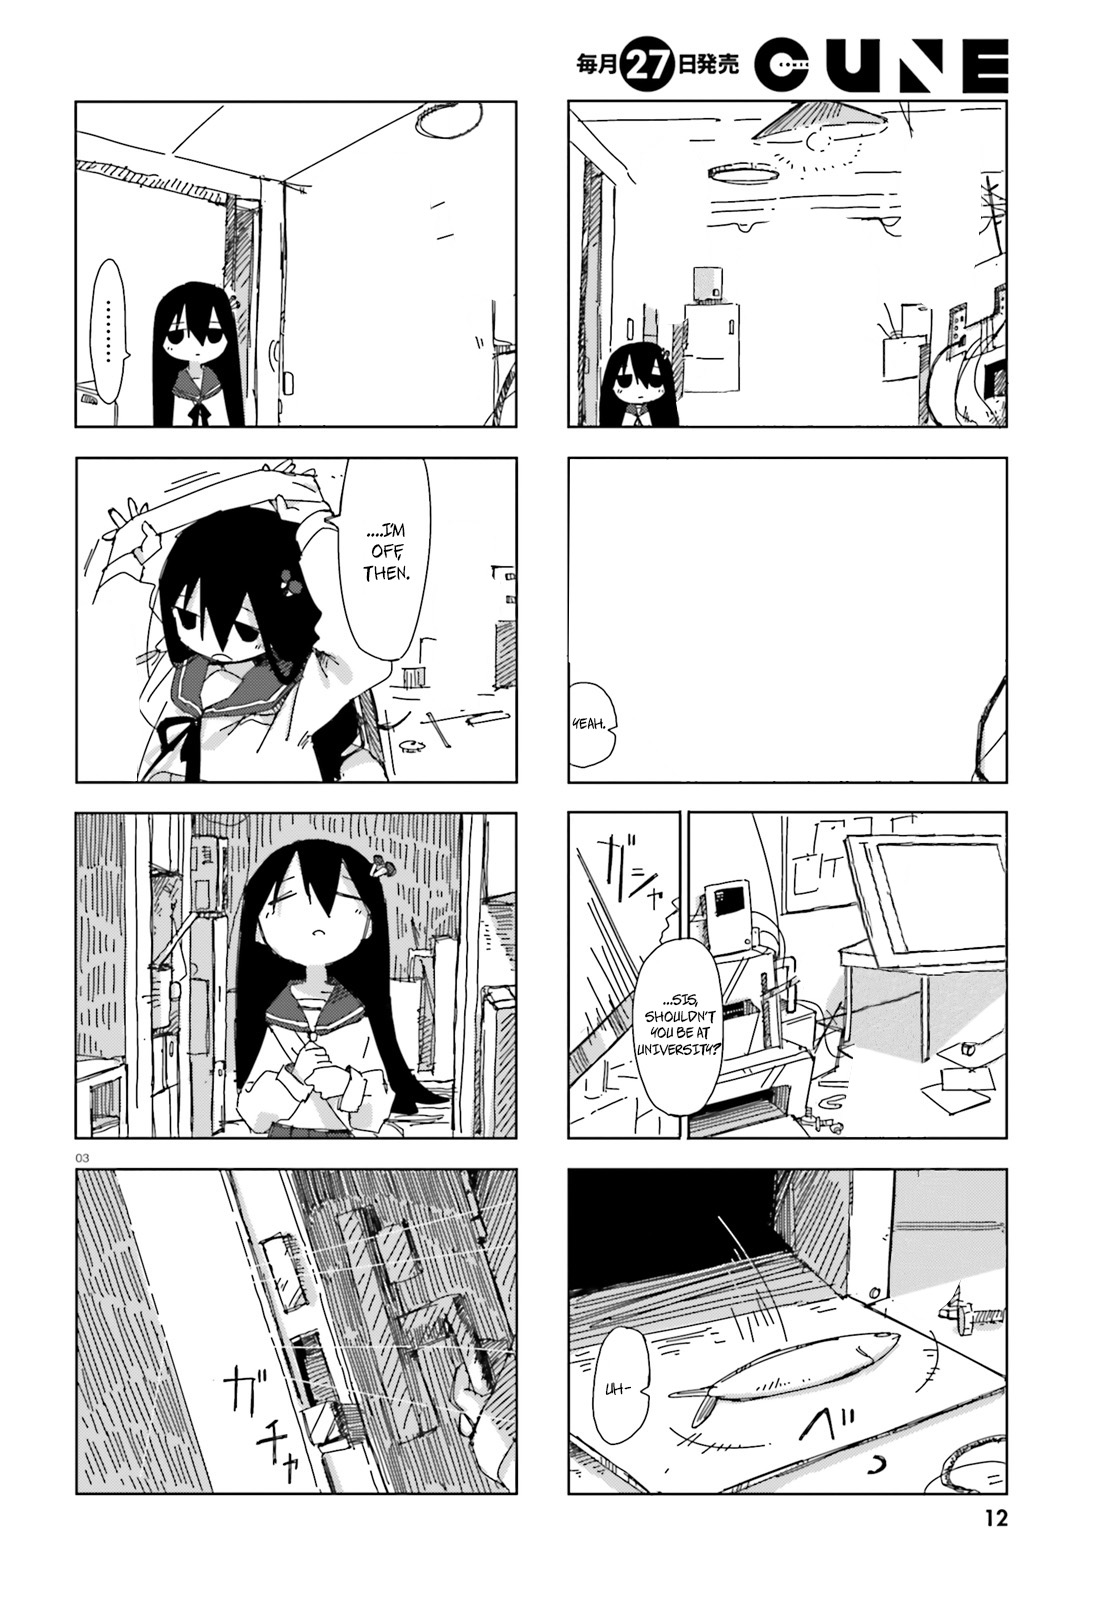 毎月27日発売 COMIC CUNE
YEAH.
ガシャ
...SIS,
SHOULDN'T
YOU BE AT
UNIVERSITY?
UH-
.........
....I'M
OFF,
THEN.
03
ガチャ
12